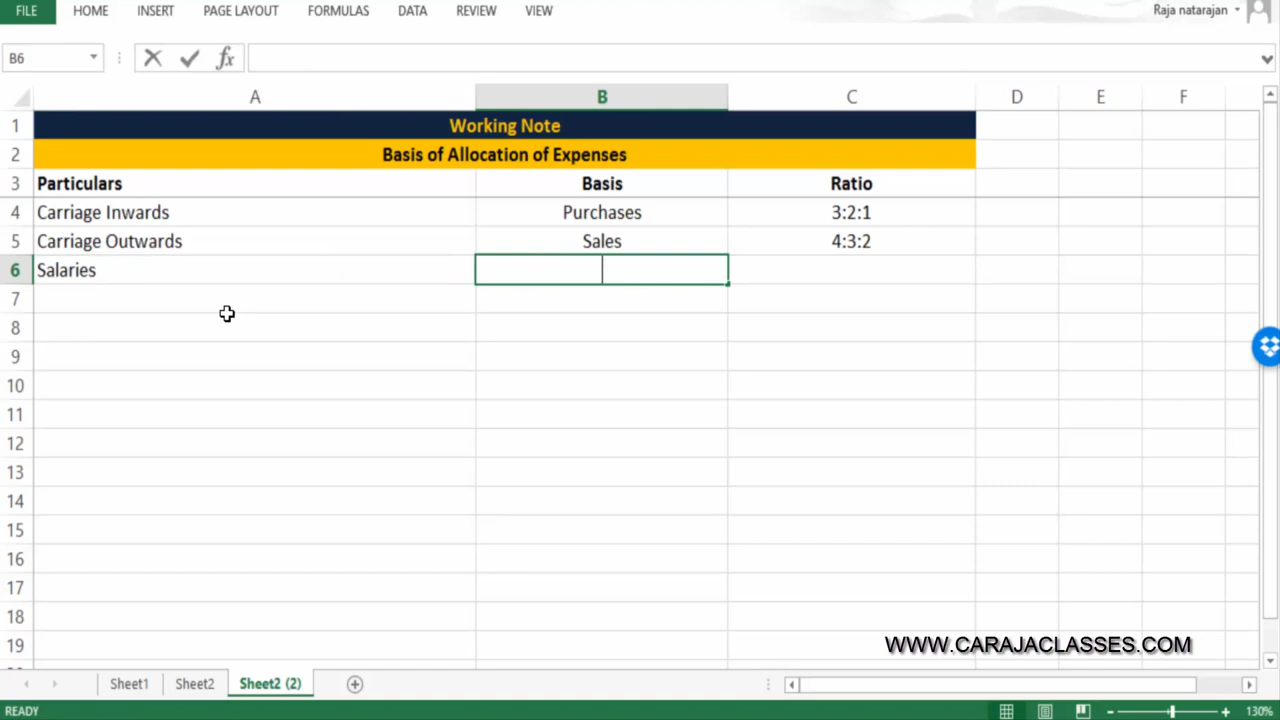 FILE HOME INSERT PAGE LAYOUT FORMULAS DATA REVIEW VIEW Raja natarajan
B6 fx
A B C D E F
1 Working Note
2 Basis of Allocation of Expenses
3 Particulars Basis Ratio
4 Carriage Inwards Purchases 3:2:1
5 Carriage Outwards Sales 4:3:2
6 Salaries
7
8
9
10
11
12
13
14
15
16
17
18
19
WWW.CARAJACLASSES.COM
Sheet1 Sheet2 Sheet2 (2)
READY 130%